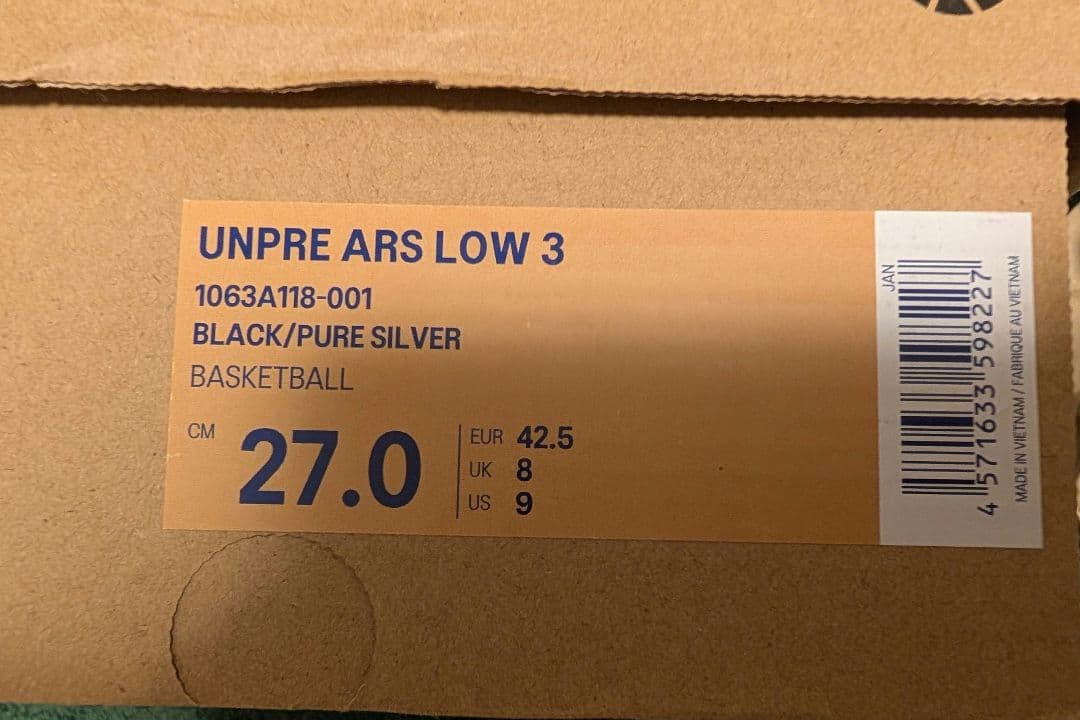 UNPRE ARS LOW 3
1063A118-001
BLACK/PURE SILVER
BASKETBALL
CM 27.0
EUR 42.5
UK 8
US 9
JAN
4 571633 598227
MADE IN VIETNAM / FABRIQUE AU VIETNAM